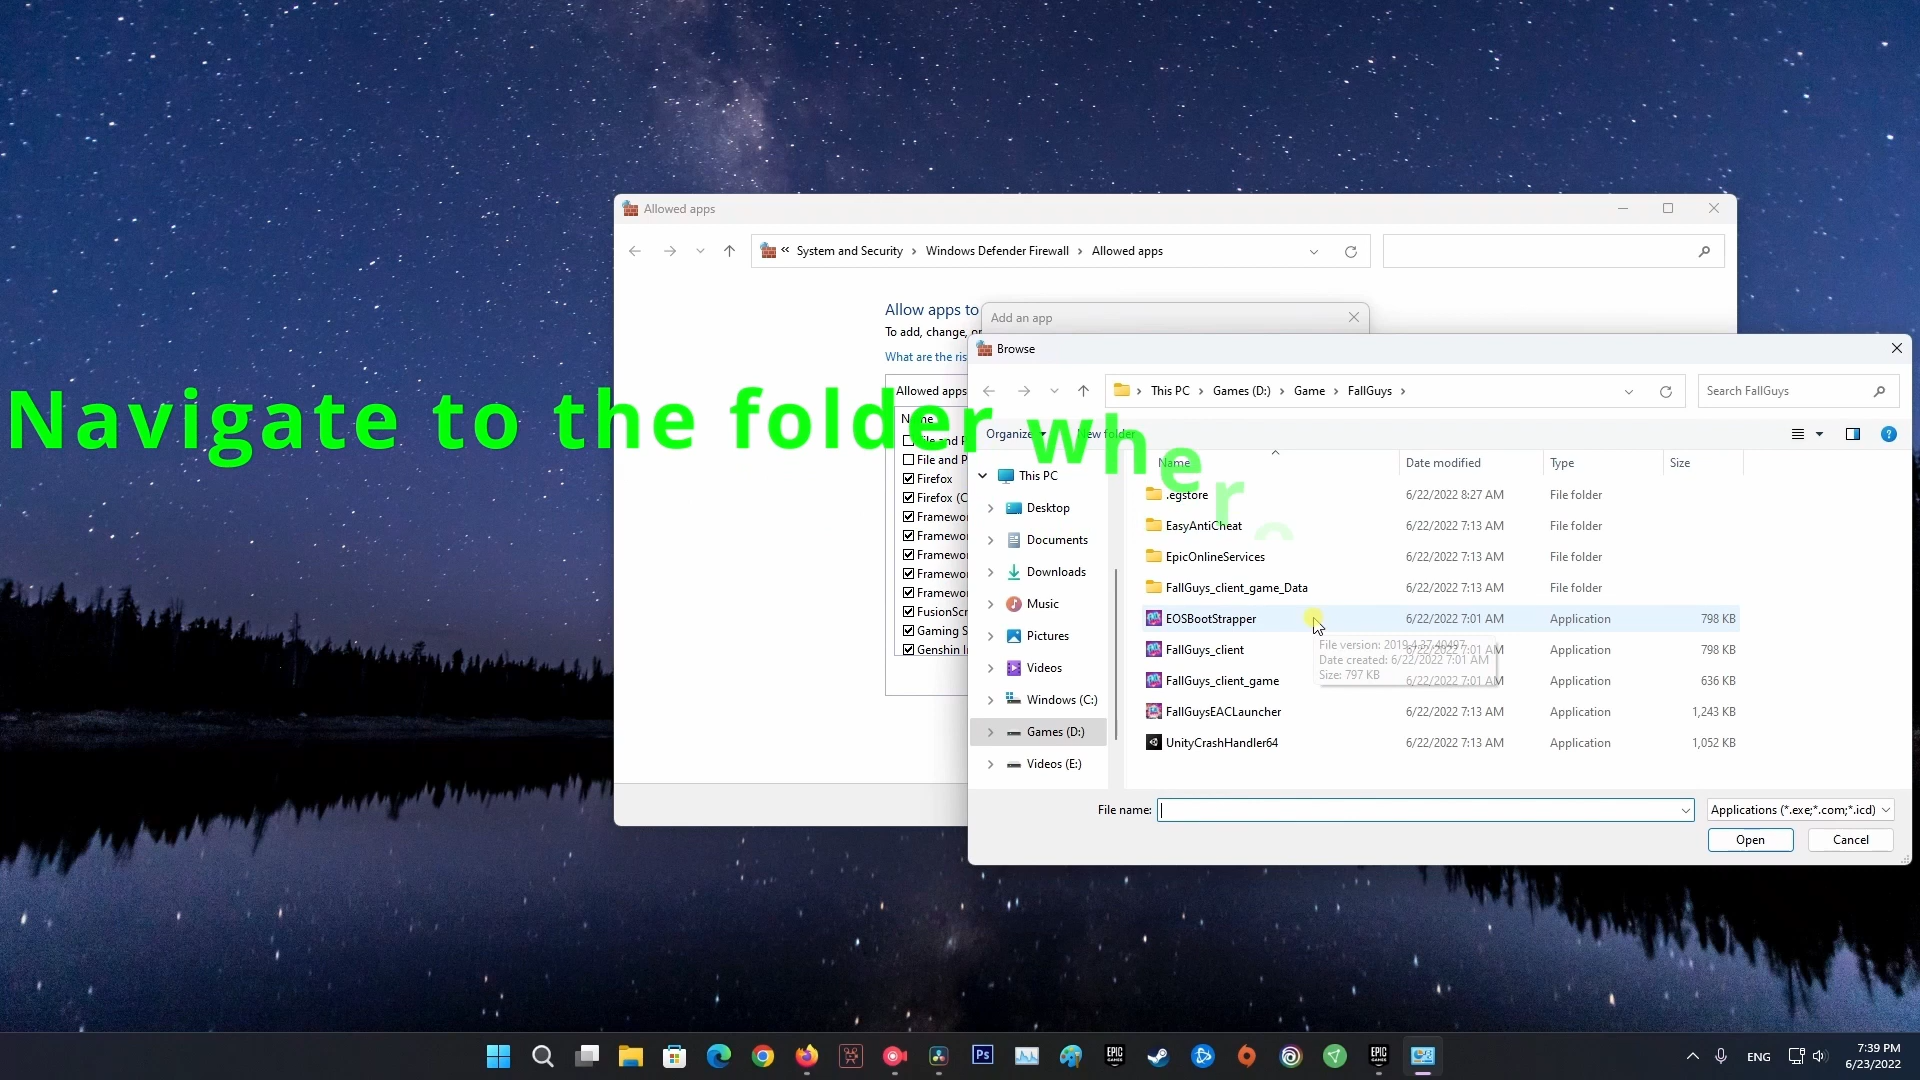 Allowed apps
« System and Security › Windows Defender Firewall › Allowed apps
Allow apps to
To add, change, or
What are the ris
Add an app
Browse
Allowed apps
This PC › Games (D:) › Game › FallGuys ›
Search FallGuys
Navigate to the folder wher
Organize
New folder
Name
File and P
File and P
Firefox
Firefox (C
Framewo
Framewo
Framewo
Framewo
Framewo
FusionScr
Gaming S
Genshin I
This PC
Desktop
Documents
Downloads
Music
Pictures
Videos
Windows (C:)
Games (D:)
Videos (E:)
Name Date modified Type Size
.egstore 6/22/2022 8:27 AM File folder
EasyAntiCheat 6/22/2022 7:13 AM File folder
EpicOnlineServices 6/22/2022 7:13 AM File folder
FallGuys_client_game_Data 6/22/2022 7:13 AM File folder
EOSBootStrapper 6/22/2022 7:01 AM Application 798 KB
FallGuys_client 6/22/2022 7:01 AM Application 798 KB
FallGuys_client_game 6/22/2022 7:01 AM Application 636 KB
FallGuysEACLauncher 6/22/2022 7:13 AM Application 1,243 KB
UnityCrashHandler64 6/22/2022 7:13 AM Application 1,052 KB
File version: 2019.4.37.40497
Date created: 6/22/2022 7:01 AM
Size: 797 KB
File name:
Applications (*.exe;*.com;*.icd)
Open
Cancel
Ps
EPIC GAMES
EPIC GAMES
ENG
7:39 PM
6/23/2022